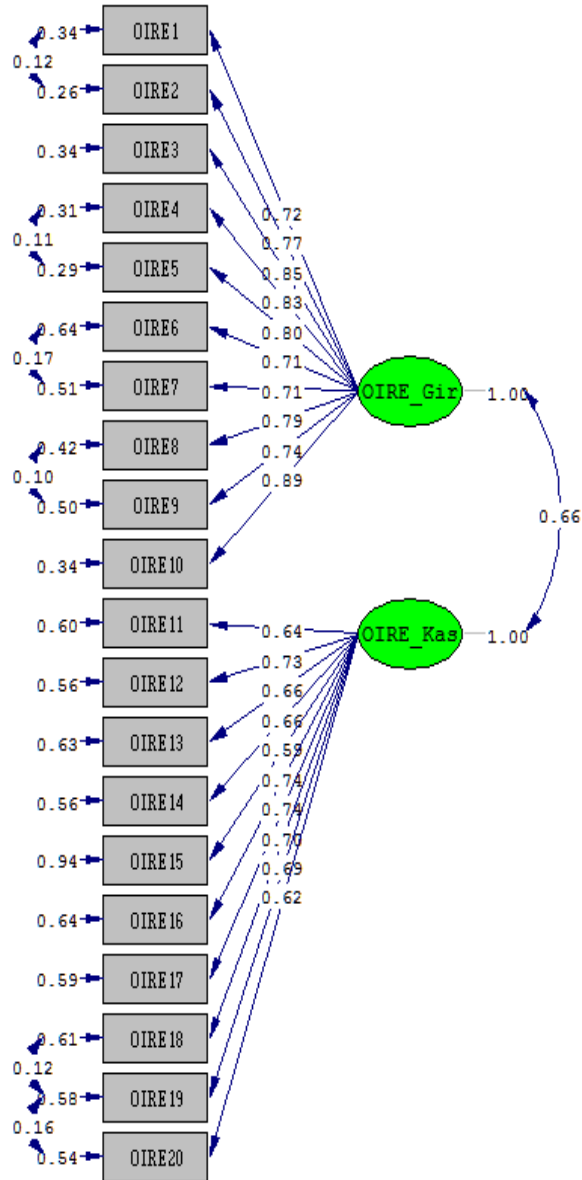 0.34 OIRE1
0.12
0.26 OIRE2
0.34 OIRE3
0.31 OIRE4
0.11
0.29 OIRE5
0.64 OIRE6
0.17
0.51 OIRE7
0.42 OIRE8
0.10
0.50 OIRE9
0.34 OIRE10
0.60 OIRE11
0.56 OIRE12
0.63 OIRE13
0.56 OIRE14
0.94 OIRE15
0.64 OIRE16
0.59 OIRE17
0.61 OIRE18
0.12
0.58 OIRE19
0.16
0.54 OIRE20
0.72
0.77
0.85
0.83
0.80
0.71
0.71
0.79
0.74
0.89
OIRE_Gir 1.00
0.66
OIRE_Kas 1.00
0.64
0.73
0.66
0.66
0.59
0.74
0.74
0.70
0.69
0.62